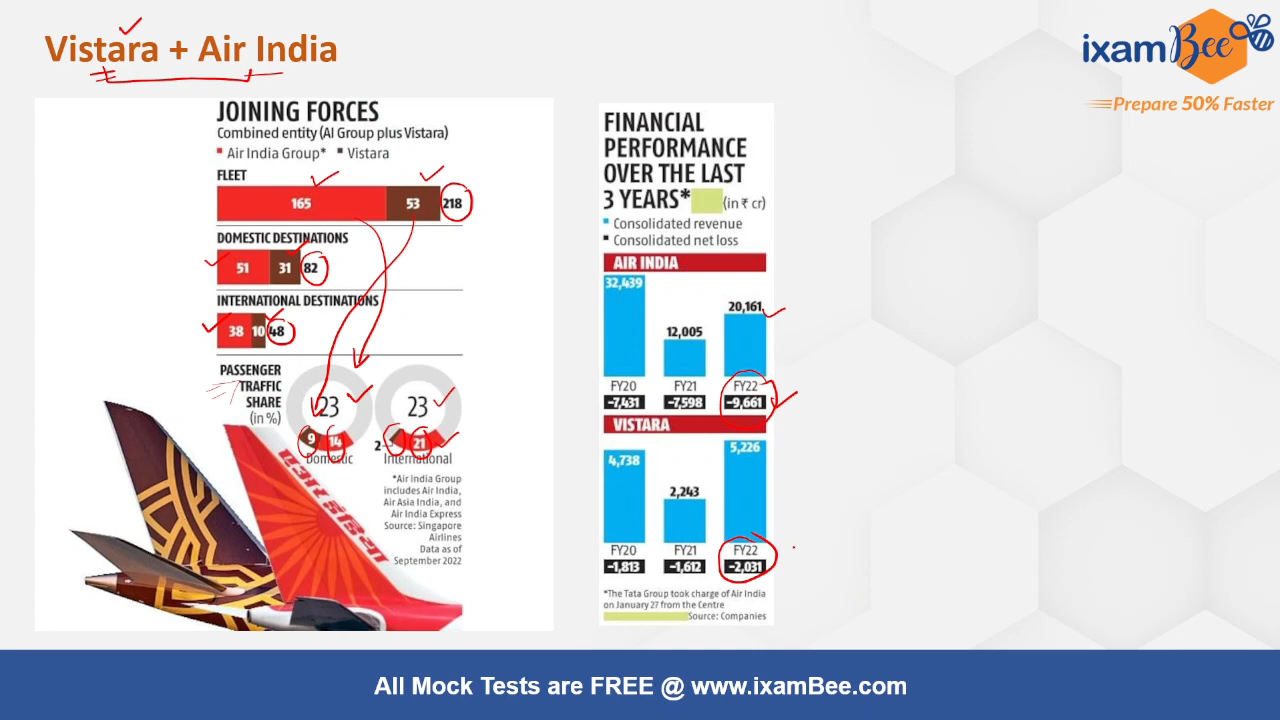 Vistara + Air India
ixamBee
Prepare 50% Faster
JOINING FORCES
Combined entity (AI Group plus Vistara)
Air India Group* Vistara
FLEET
165 53 218
DOMESTIC DESTINATIONS
51 31 82
INTERNATIONAL DESTINATIONS
38 10 48
PASSENGER
TRAFFIC
SHARE
(in %)
23
9 14
Domestic
23
2 21
International
*Air India Group
includes Air India,
Air Asia India, and
Air India Express
Source: Singapore
Airlines
Data as of
September 2022
एअर इंडिया
FINANCIAL
PERFORMANCE
OVER THE LAST
3 YEARS* (in ₹ cr)
Consolidated revenue
Consolidated net loss
AIR INDIA
32,439 12,005 20,161
FY20 FY21 FY22
-7,431 -7,598 -9,661
VISTARA
4,738 2,243 5,226
FY20 FY21 FY22
-1,813 -1,612 -2,031
*The Tata Group took charge of Air India
on January 27 from the Centre
Source: Companies
All Mock Tests are FREE @ www.ixamBee.com